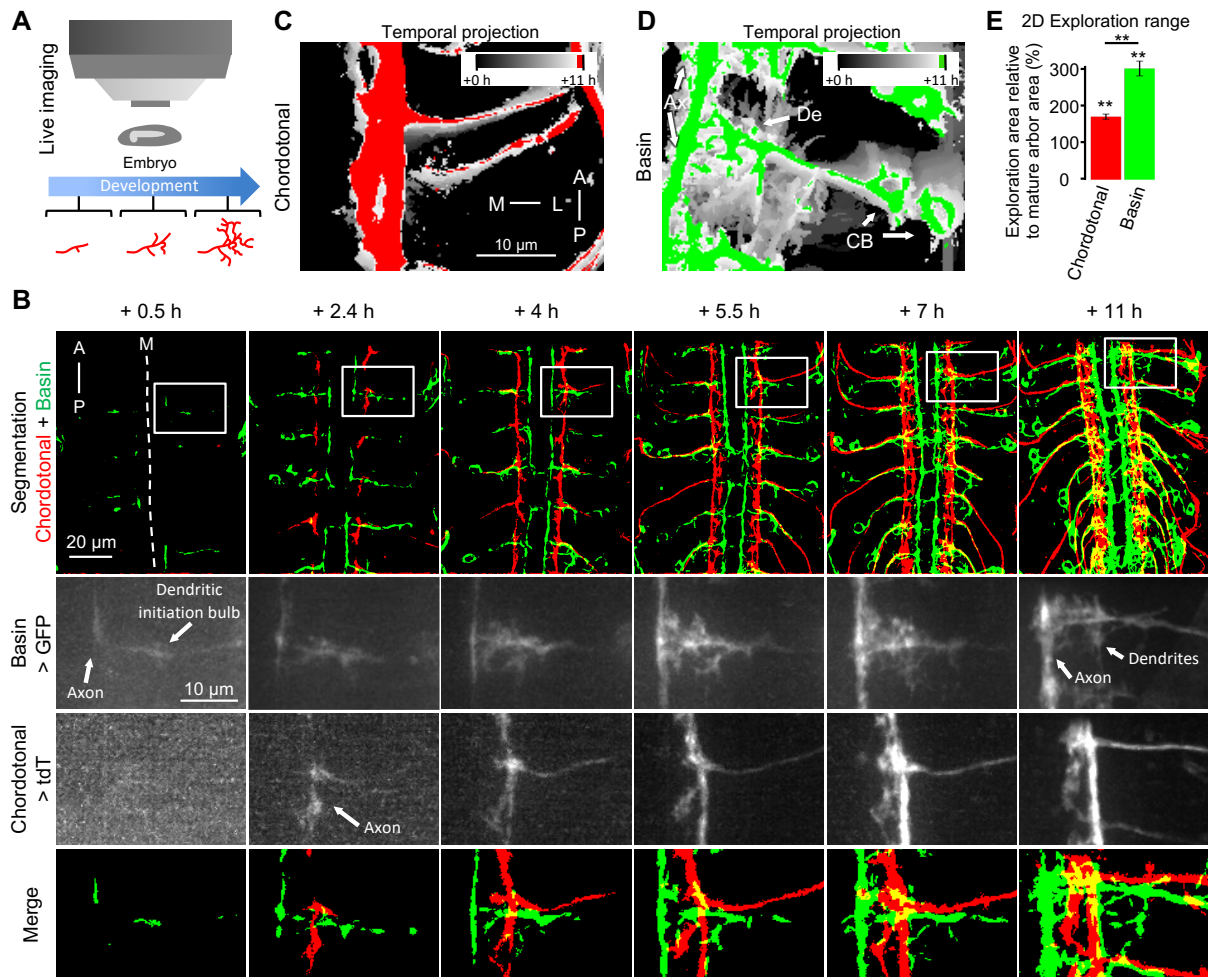 A
Live imaging
Embryo
Development
C
Temporal projection
+0 h
+11 h
Chordotonal
M
L
A
P
10 µm
D
Temporal projection
+0 h
+11 h
Basin
Ax
De
CB
E
2D Exploration range
Exploration area relative
to mature arbor area (%)
300
200
100
0
**
**
**
Chordotonal
Basin
B
+ 0.5 h
+ 2.4 h
+ 4 h
+ 5.5 h
+ 7 h
+ 11 h
Segmentation
Chordotonal + Basin
A
P
M
20 µm
Basin
> GFP
Dendritic
initiation bulb
Axon
10 µm
Dendrites
Axon
Chordotonal
> tdT
Axon
Merge